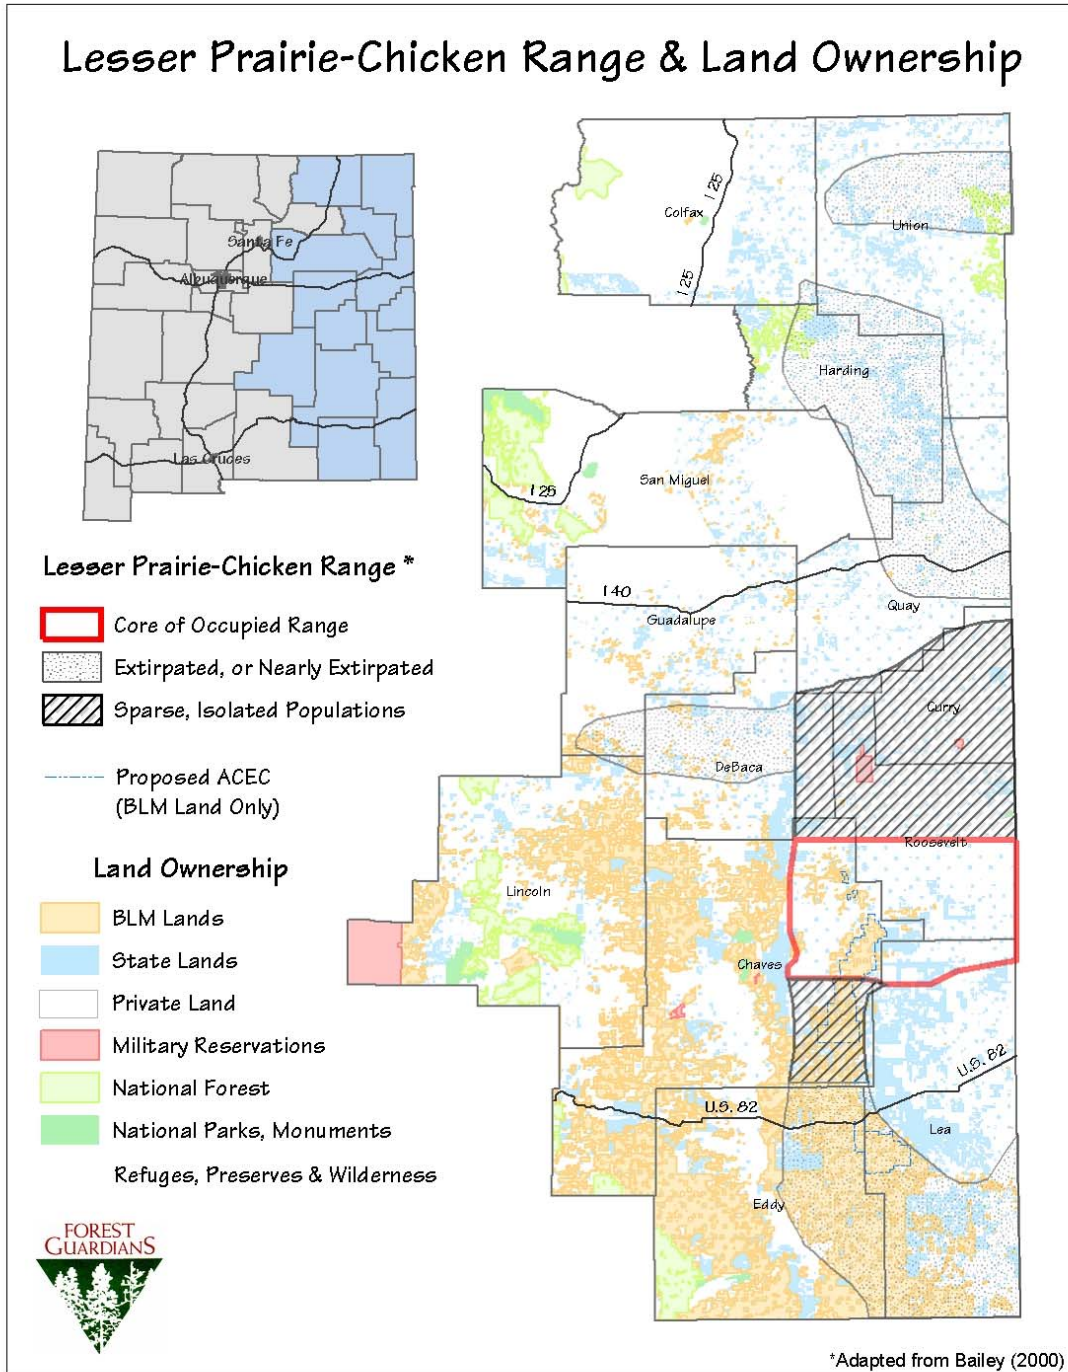 Lesser Prairie-Chicken Range & Land Ownership
Santa Fe
Albuquerque
Las Cruces
Lesser Prairie-Chicken Range *
Core of Occupied Range
Extirpated, or Nearly Extirpated
Sparse, Isolated Populations
Proposed ACEC
(BLM Land Only)
Land Ownership
BLM Lands
State Lands
Private Land
Military Reservations
National Forest
National Parks, Monuments
Refuges, Preserves & Wilderness
FOREST
GUARDIANS
I 25
Colfax
I 25
Union
Harding
San Miguel
I 25
I 40
Guadalupe
Quay
Curry
DeBaca
Roosevelt
Lincoln
Chaves
U.S. 82
U.S. 82
Lea
Eddy
*Adapted from Bailey (2000)